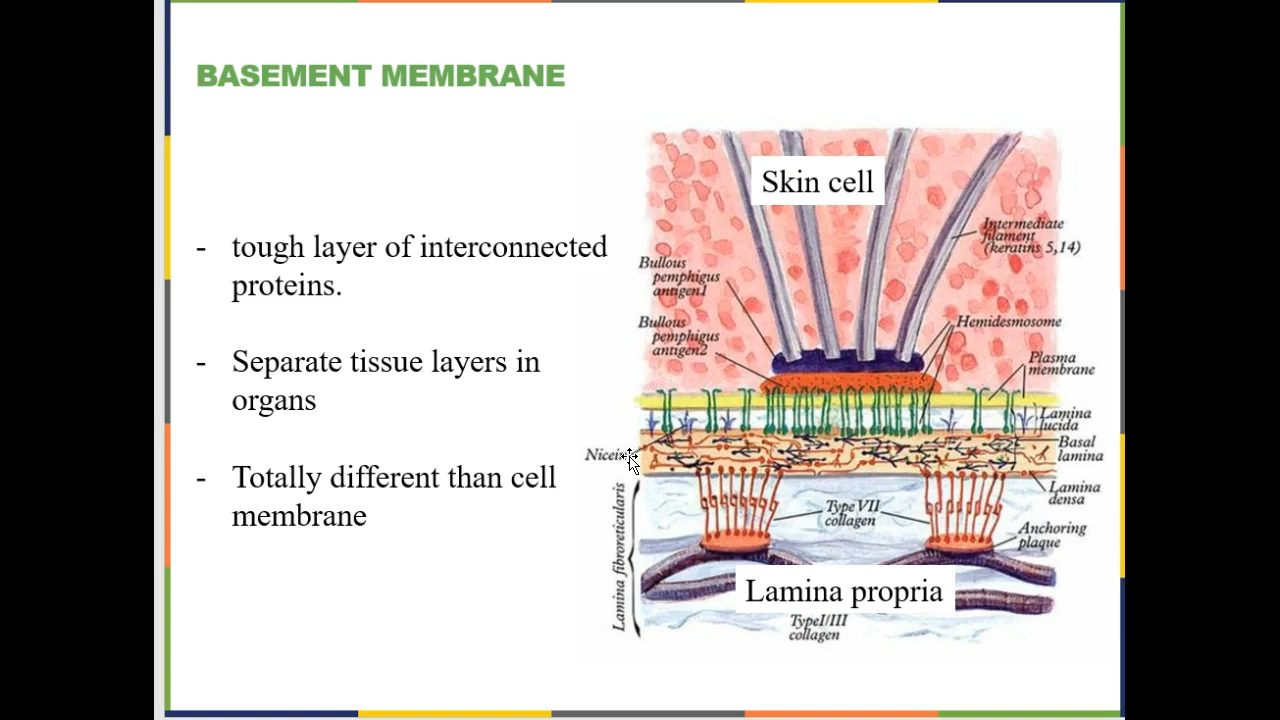 BASEMENT MEMBRANE
- tough layer of interconnected
proteins.
- Separate tissue layers in
organs
- Totally different than cell
membrane
Skin cell
Intermediate
filament
(keratins 5,14)
Bullous
pemphigus
antigen1
Bullous
pemphigus
antigen2
Hemidesmosome
Plasma
membrane
Lamina
lucida
Basal
lamina
Lamina
densa
Type VII
collagen
Anchoring
plaque
Lamina fibroreticularis
Lamina propria
TypeI/III
collagen